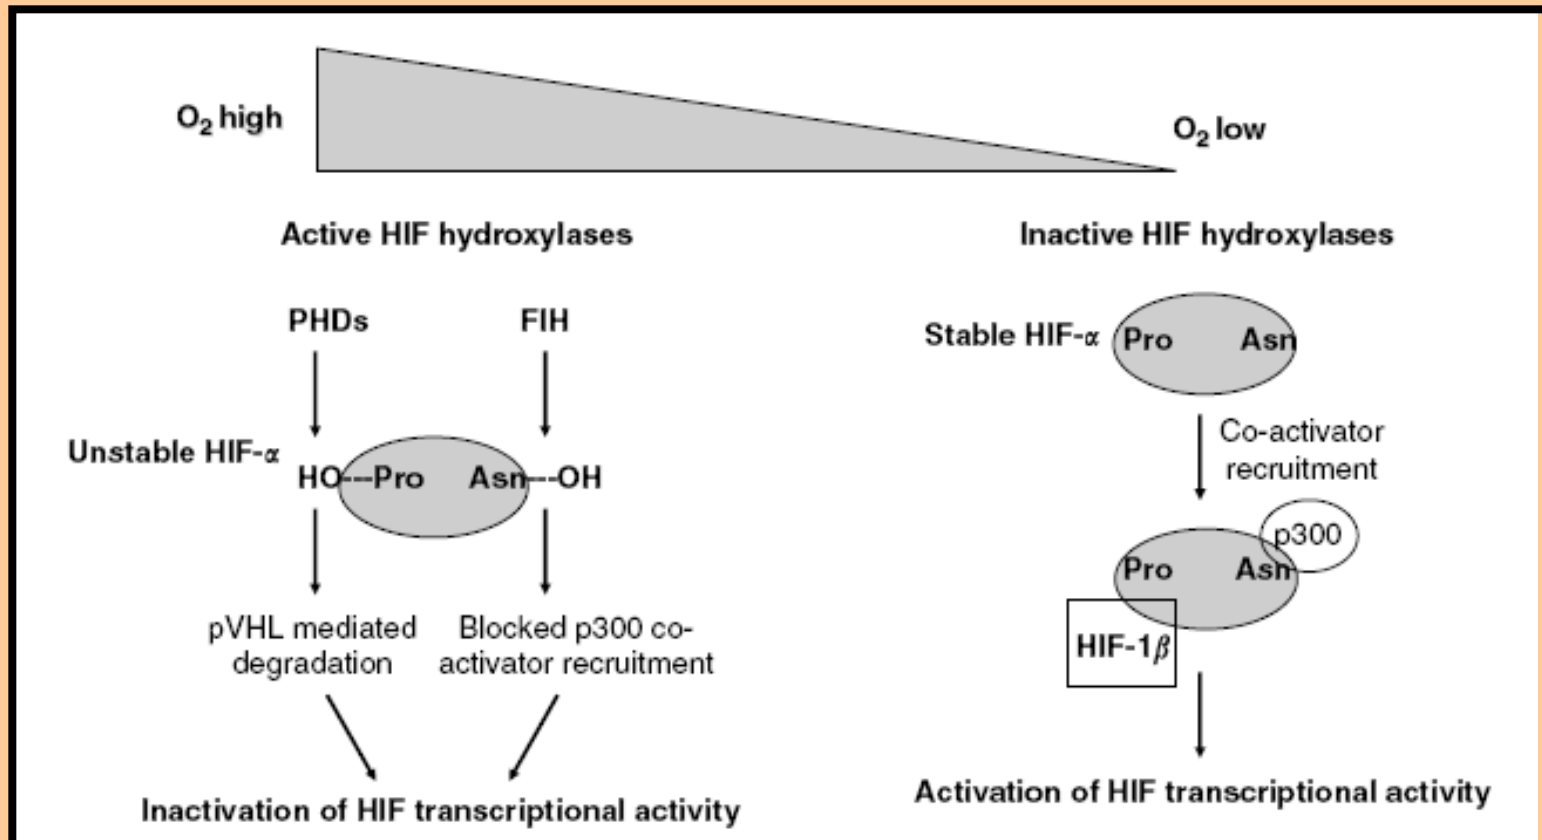 O₂ high
O₂ low
Active HIF hydroxylases
Inactive HIF hydroxylases
PHDs
FIH
Unstable HIF-α
HO---Pro
Asn---OH
pVHL mediated
degradation
Blocked p300 co-
activator recruitment
Inactivation of HIF transcriptional activity
Stable HIF-α
Pro
Asn
Co-activator
recruitment
p300
Pro
Asn
HIF-1β
Activation of HIF transcriptional activity